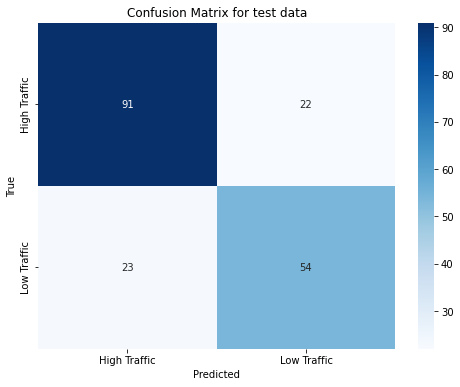 Confusion Matrix for test data
True
High Traffic
Low Traffic
91
22
23
54
High Traffic
Low Traffic
Predicted
90
80
70
60
50
40
30